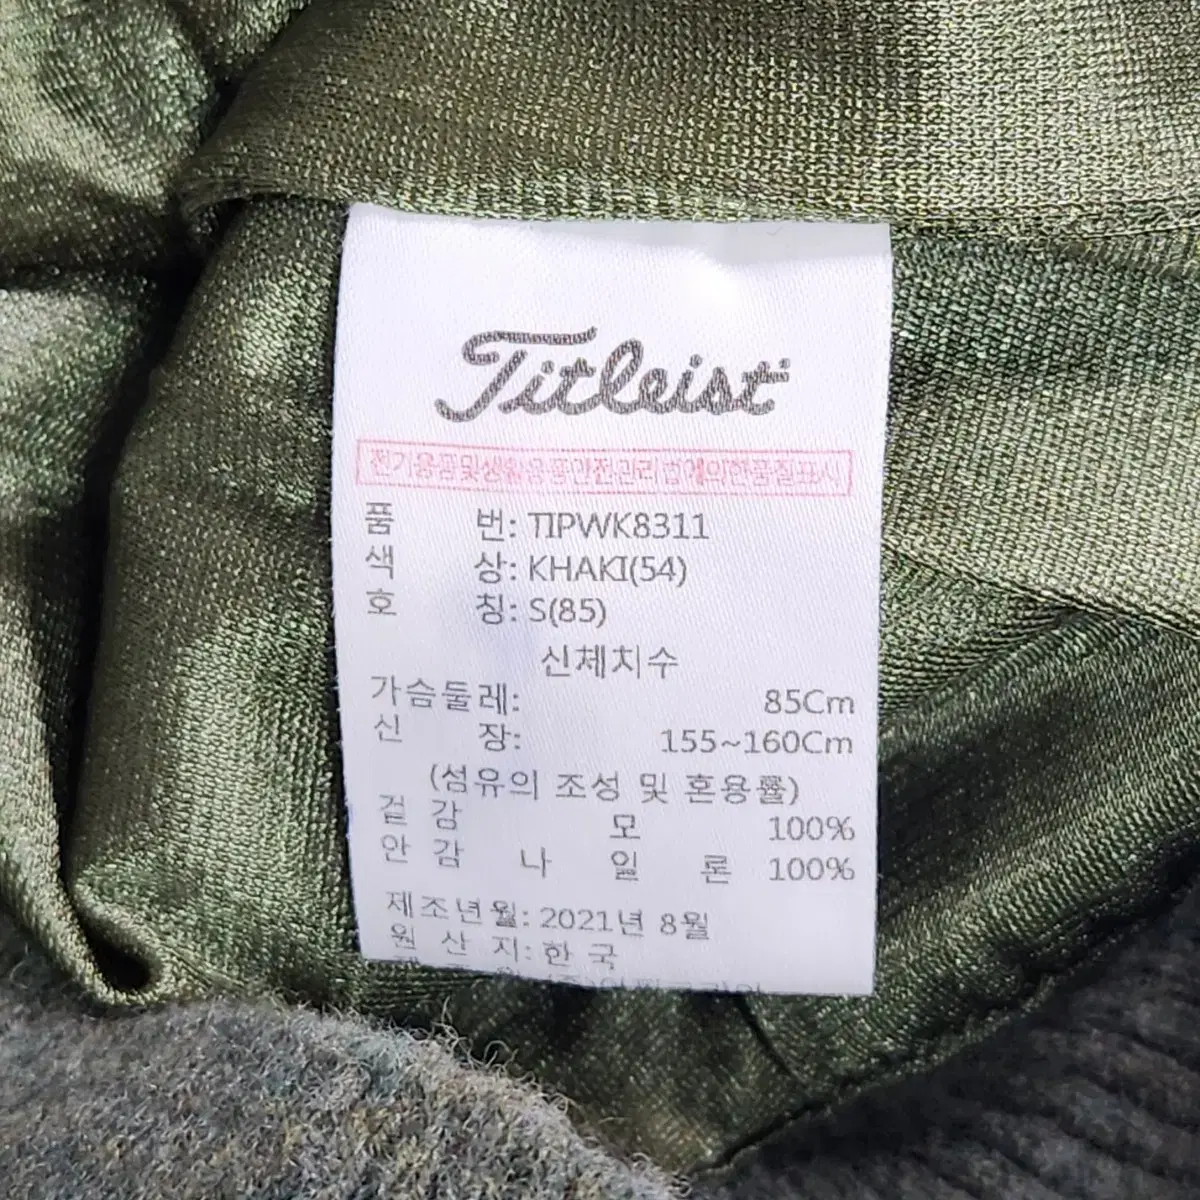 Titleist
전기용품및생활용품안전관리법에의한품질표시
품 번: TIPWK8311
색 상: KHAKI(54)
호 칭: S(85)
신체치수
가슴둘레: 85Cm
신 장: 155~160Cm
(섬유의 조성 및 혼용률)
겉 감 모 100%
안 감 나 일 론 100%
제조년월: 2021년 8월
원 산 지: 한 국